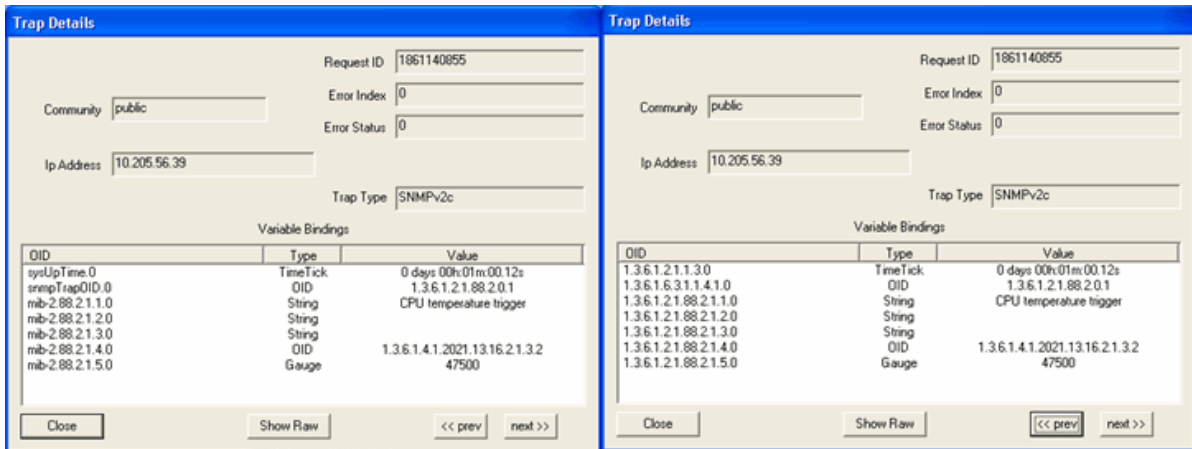 Trap Details
Request ID 1861140855
Community public
Error Index 0
Error Status 0
Ip Address 10.205.56.39
Trap Type SNMPv2c
Variable Bindings
OID Type Value
sysUpTime.0 TimeTick 0 days 00h:01m:00.12s
snmpTrapOID.0 OID 1.3.6.1.2.1.88.2.0.1
mib-2.88.2.1.1.0 String CPU temperature trigger
mib-2.88.2.1.2.0 String
mib-2.88.2.1.3.0 String
mib-2.88.2.1.4.0 OID 1.3.6.1.4.1.2021.13.16.2.1.3.2
mib-2.88.2.1.5.0 Gauge 47500
Close Show Raw << prev next >>
Trap Details
Request ID 1861140855
Community public
Error Index 0
Error Status 0
Ip Address 10.205.56.39
Trap Type SNMPv2c
Variable Bindings
OID Type Value
1.3.6.1.2.1.1.3.0 TimeTick 0 days 00h:01m:00.12s
1.3.6.1.6.3.1.1.4.1.0 OID 1.3.6.1.2.1.88.2.0.1
1.3.6.1.2.1.88.2.1.1.0 String CPU temperature trigger
1.3.6.1.2.1.88.2.1.2.0 String
1.3.6.1.2.1.88.2.1.3.0 String
1.3.6.1.2.1.88.2.1.4.0 OID 1.3.6.1.4.1.2021.13.16.2.1.3.2
1.3.6.1.2.1.88.2.1.5.0 Gauge 47500
Close Show Raw << prev next >>